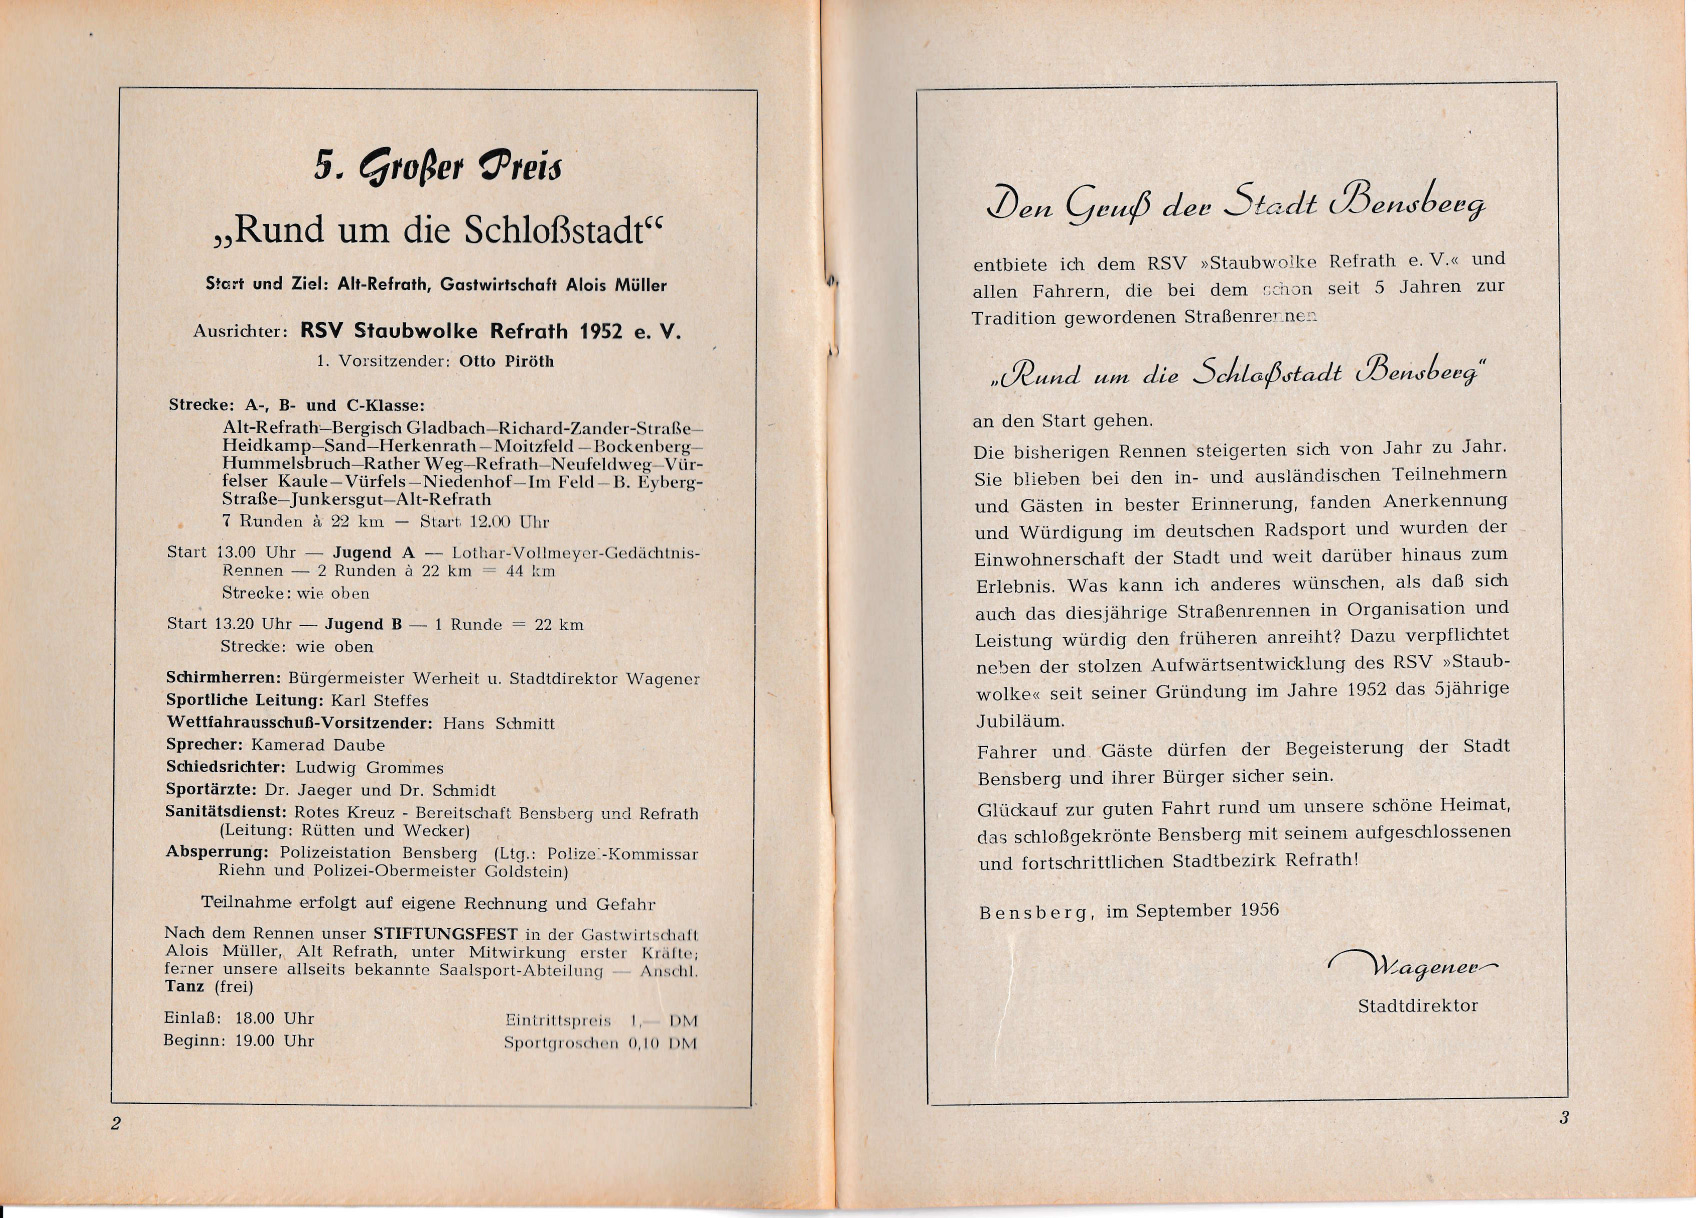 5. Großer Preis
„Rund um die Schloßstadt“
Start und Ziel: Alt-Refrath, Gastwirtschaft Alois Müller
Ausrichter: RSV Staubwolke Refrath 1952 e. V.
1. Vorsitzender: Otto Piröth
Strecke: A-, B- und C-Klasse:
Alt-Refrath—Bergisch Gladbach—Richard-Zander-Straße—
Heidkamp—Sand—Herkenrath—Moitzfeld—Bockenberg—
Hummelsbruch—Rather Weg—Refrath—Neufeldweg—Vür-
felser Kaule—Vürfels—Niedenhof—Im Feld—B. Eyberg-
Straße—Junkersgut—Alt-Refrath
7 Runden à 22 km — Start 12.00 Uhr
Start 13.00 Uhr — Jugend A — Lothar-Vollmeyer-Gedächtnis-
Rennen — 2 Runden à 22 km = 44 km
Strecke: wie oben
Start 13.20 Uhr — Jugend B — 1 Runde = 22 km
Strecke: wie oben
Schirmherren: Bürgermeister Werheit u. Stadtdirektor Wagener
Sportliche Leitung: Karl Steffes
Wettfahrausschuß-Vorsitzender: Hans Schmitt
Sprecher: Kamerad Daube
Schiedsrichter: Ludwig Grommes
Sportärzte: Dr. Jaeger und Dr. Schmidt
Sanitätsdienst: Rotes Kreuz - Bereitschaft Bensberg und Refrath
(Leitung: Rütten und Wecker)
Absperrung: Polizeistation Bensberg (Ltg.: Polizei-Kommissar
Riehn und Polizei-Obermeister Goldstein)
Teilnahme erfolgt auf eigene Rechnung und Gefahr
Nach dem Rennen unser STIFTUNGSFEST in der Gastwirtschaft
Alois Müller, Alt Refrath, unter Mitwirkung erster Kräfte;
ferner unsere allseits bekannte Saalsport-Abteilung — Anschl.
Tanz (frei)
Einlaß: 18.00 Uhr Eintrittspreis 1,— DM
Beginn: 19.00 Uhr Sportgroschen 0,10 DM
2
Den Gruß der Stadt Bensberg
entbiete ich dem RSV »Staubwolke Refrath e. V.« und
allen Fahrern, die bei dem schon seit 5 Jahren zur
Tradition gewordenen Straßenrennen
„Rund um die Schloßstadt Bensberg“
an den Start gehen.
Die bisherigen Rennen steigerten sich von Jahr zu Jahr.
Sie blieben bei den in- und ausländischen Teilnehmern
und Gästen in bester Erinnerung, fanden Anerkennung
und Würdigung im deutschen Radsport und wurden der
Einwohnerschaft der Stadt und weit darüber hinaus zum
Erlebnis. Was kann ich anderes wünschen, als daß sich
auch das diesjährige Straßenrennen in Organisation und
Leistung würdig den früheren anreiht? Dazu verpflichtet
neben der stolzen Aufwärtsentwicklung des RSV »Staub-
wolke« seit seiner Gründung im Jahre 1952 das 5jährige
Jubiläum.
Fahrer und Gäste dürfen der Begeisterung der Stadt
Bensberg und ihrer Bürger sicher sein.
Glückauf zur guten Fahrt rund um unsere schöne Heimat,
das schloßgekrönte Bensberg mit seinem aufgeschlossenen
und fortschrittlichen Stadtbezirk Refrath!
Bensberg, im September 1956
Wagener
Stadtdirektor
3